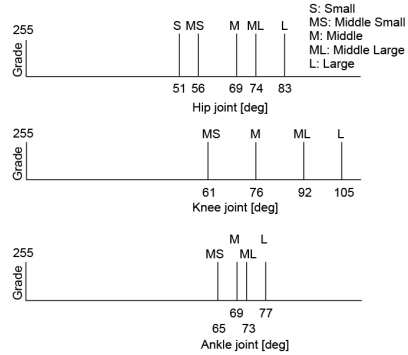 S: Small
MS: Middle Small
M: Middle
ML: Middle Large
L: Large
255
S MS M ML L
Grade
51 56 69 74 83
Hip joint [deg]
255
MS M ML L
Grade
61 76 92 105
Knee joint [deg]
M L
255
MS ML
Grade
69 77
65 73
Ankle joint [deg]